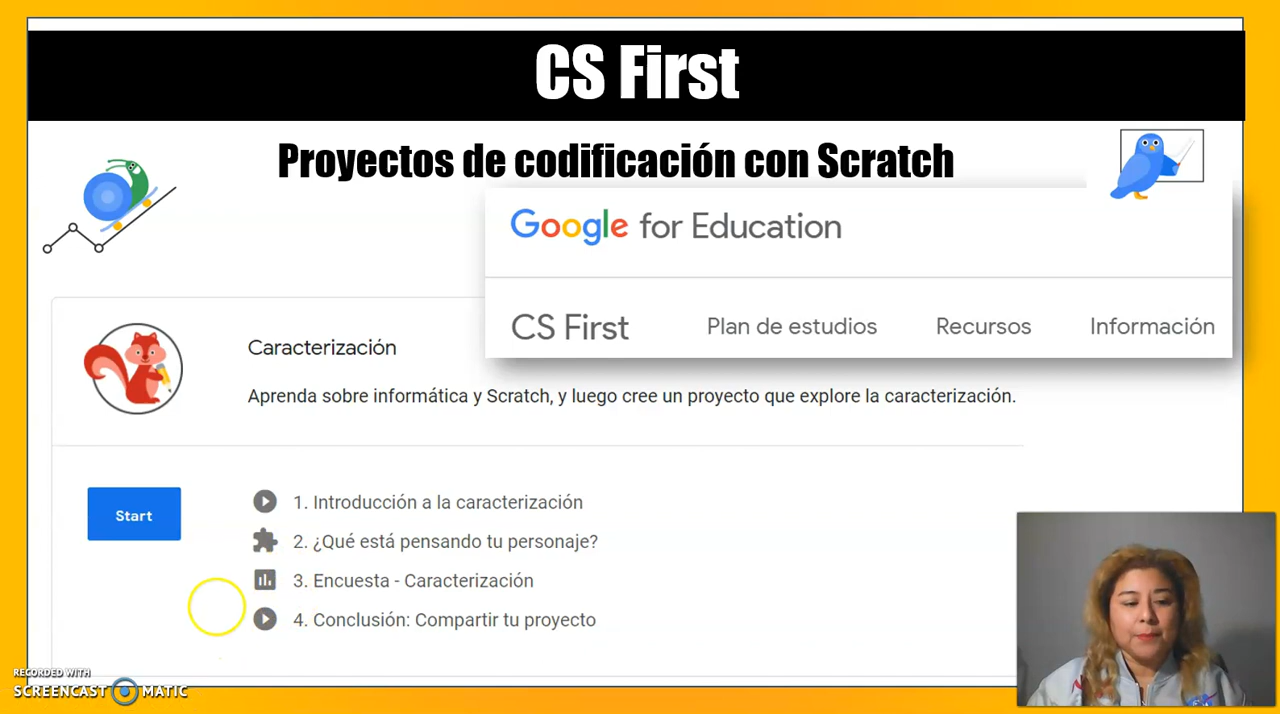 CS First
Proyectos de codificación con Scratch
Google for Education
CS First Plan de estudios Recursos Información
Caracterización
Aprenda sobre informática y Scratch, y luego cree un proyecto que explore la caracterización.
Start
1. Introducción a la caracterización
2. ¿Qué está pensando tu personaje?
3. Encuesta - Caracterización
4. Conclusión: Compartir tu proyecto
RECORDED WITH
SCREENCAST MATIC